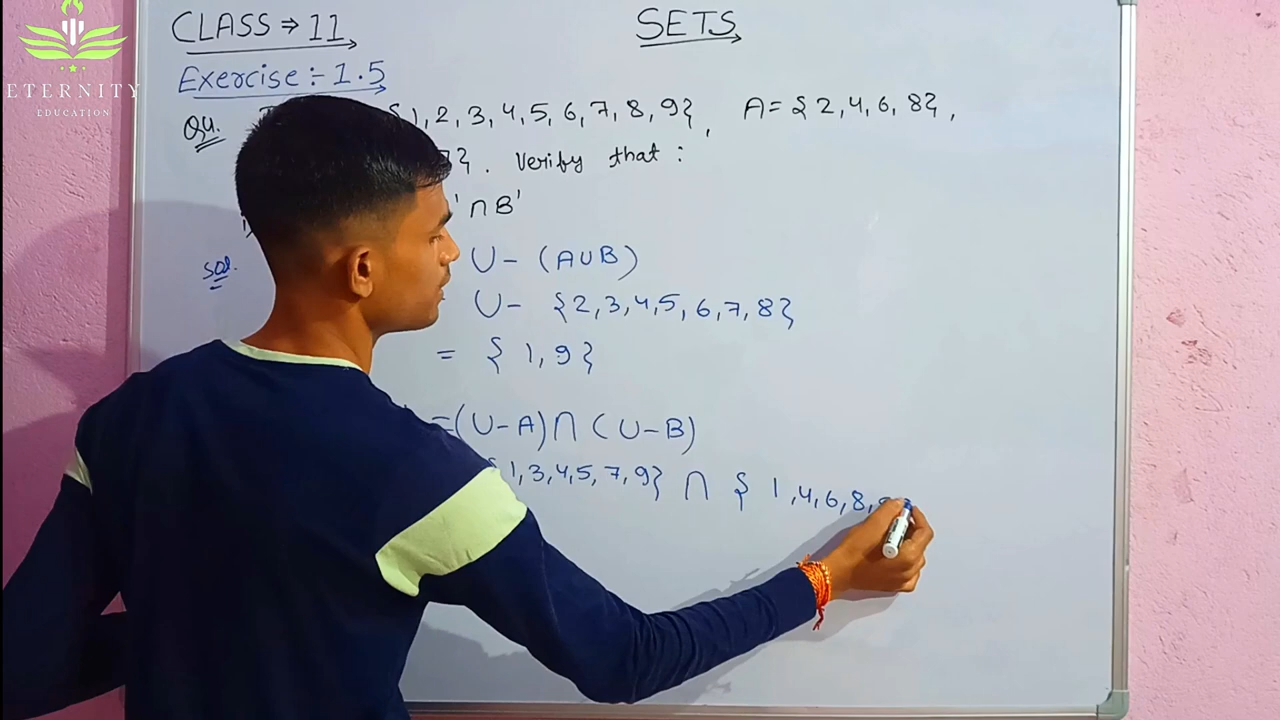 ETERNITY
EDUCATION
CLASS ⇒ 11
SETS
Exercise :- 1.5
Qu. {1, 2, 3, 4, 5, 6, 7, 8, 9}, A = {2, 4, 6, 8},
}. Verify that :
' ∩ B'
Sol. U - (A∪B)
U - {2, 3, 4, 5, 6, 7, 8}
= { 1, 9 }
= (U - A) ∩ (U - B)
{1, 3, 4, 5, 7, 9} ∩ { 1, 4, 6, 8,